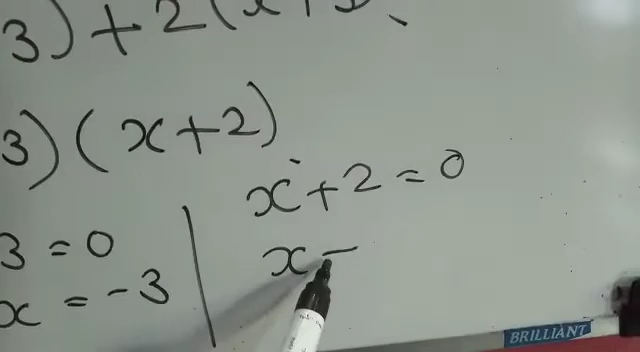 3) + 2(x+3)
3)(x+2)
x+2=0
3=0
x=-3
x -
BRILLIANT